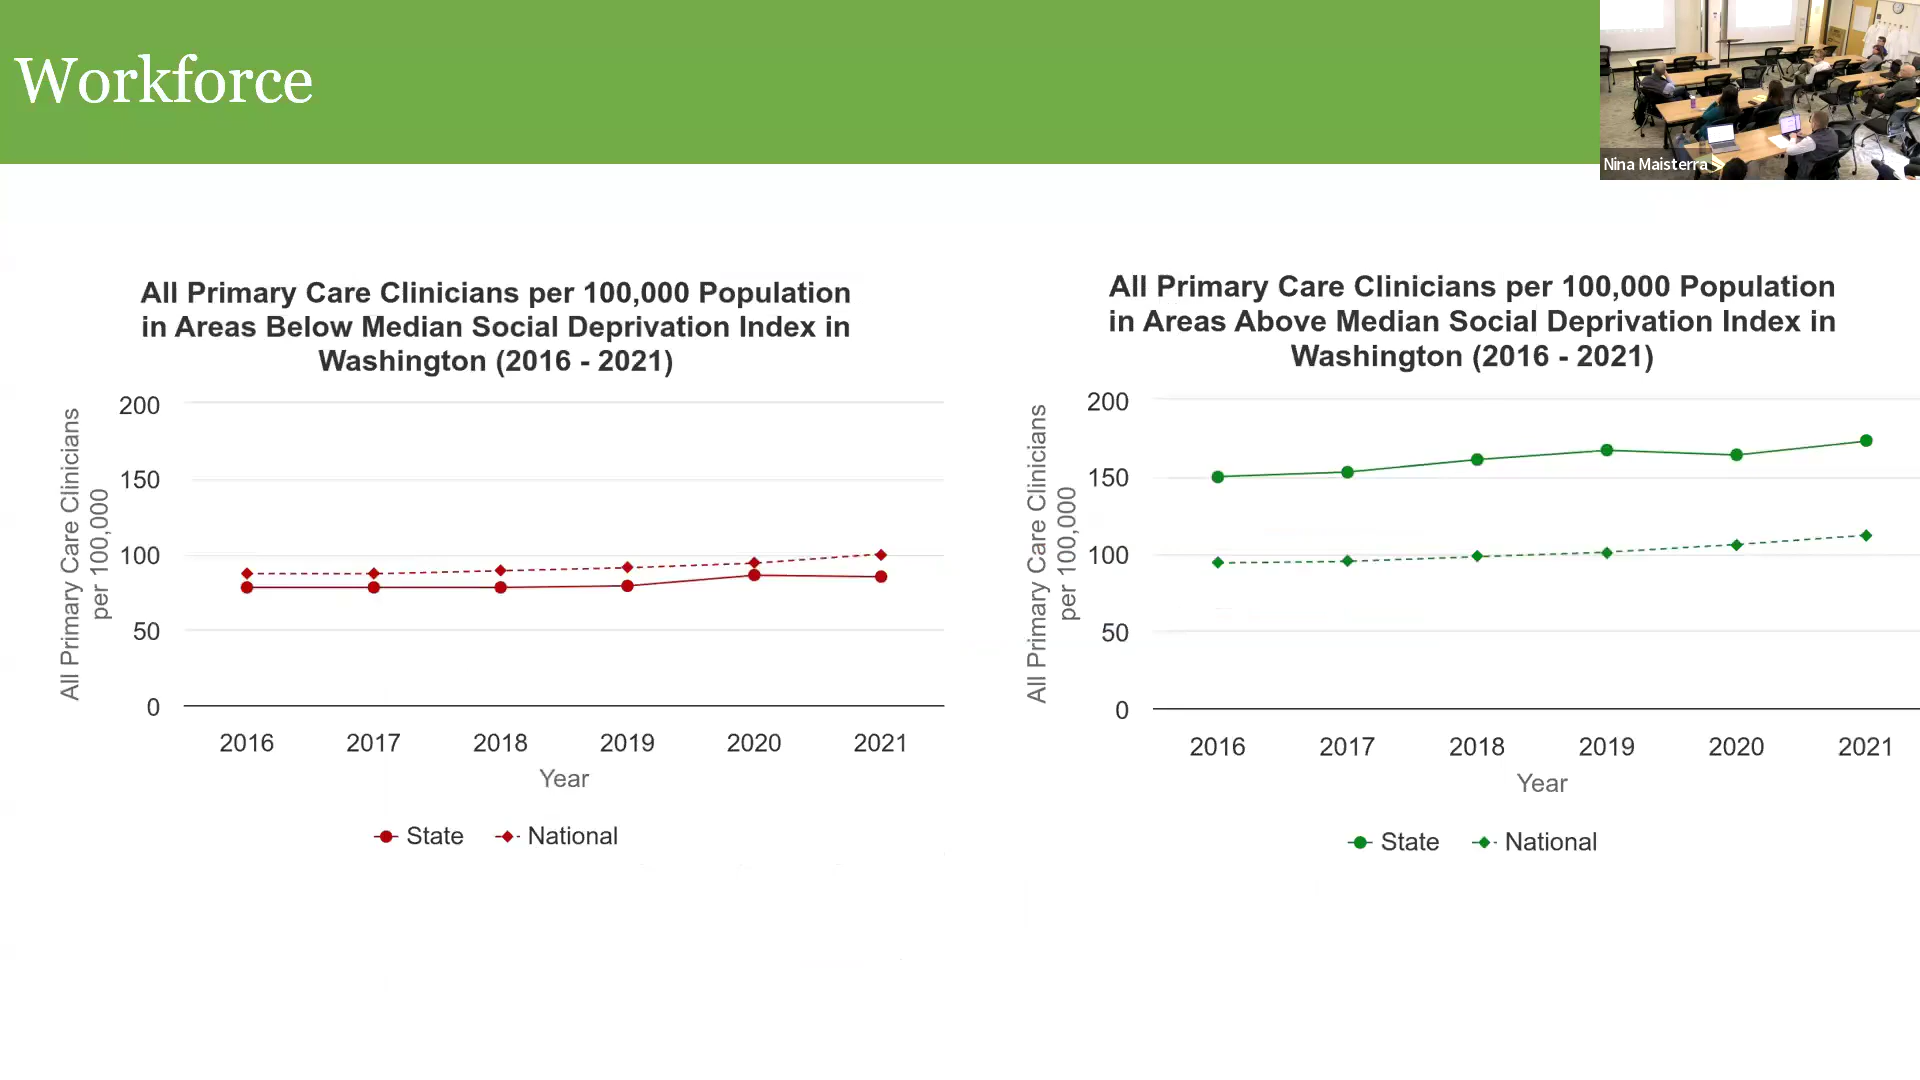 Workforce
Nina Maisterra
All Primary Care Clinicians per 100,000 Population
in Areas Below Median Social Deprivation Index in
Washington (2016 - 2021)
All Primary Care Clinicians
per 100,000
200
150
100
50
0
2016 2017 2018 2019 2020 2021
Year
State National
All Primary Care Clinicians per 100,000 Population
in Areas Above Median Social Deprivation Index in
Washington (2016 - 2021)
All Primary Care Clinicians
per 100,000
200
150
100
50
0
2016 2017 2018 2019 2020 2021
Year
State National